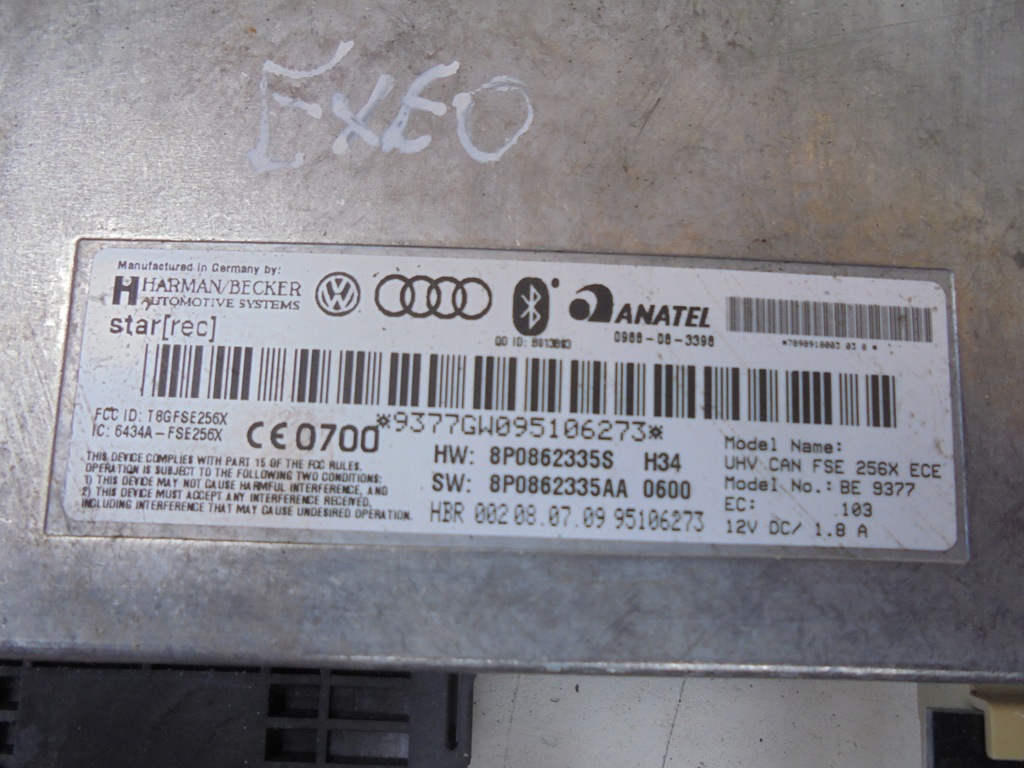 EXEO
Manufactured in Germany by:
HARMAN/BECKER
AUTOMOTIVE SYSTEMS
star[rec]
QD ID: B013863
ANATEL
0988-08-3398
*9377GW095106273*
FCC ID: T8GFSE256X
IC: 6434A-FSE256X
CE0700
THIS DEVICE COMPLIES WITH PART 15 OF THE FCC RULES.
OPERATION IS SUBJECT TO THE FOLLOWING TWO CONDITIONS:
1) THIS DEVICE MAY NOT CAUSE HARMFUL INTERFERENCE, AND
2) THIS DEVICE MUST ACCEPT ANY INTERFERENCE RECEIVED,
INCLUDING INTERFERENCE THAT MAY CAUSE UNDESIRED OPERATION.
HW: 8P0862335S H34
SW: 8P0862335AA 0600
HBR 002 08.07.09 95106273
Model Name:
UHV CAN FSE 256X ECE
Model No.: BE 9377
EC: .103
12V DC/ 1.8 A